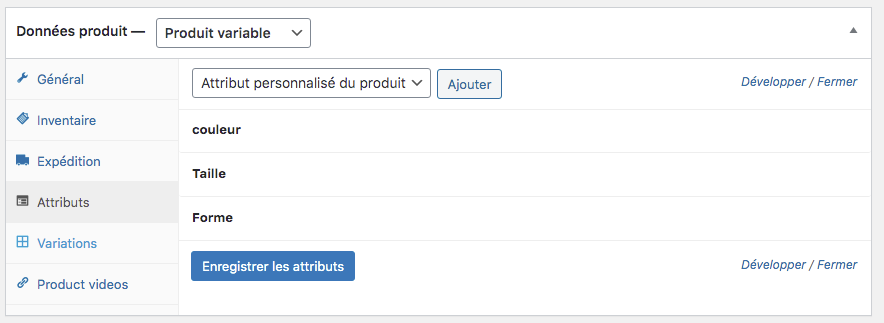 Données produit — Produit variable
Général
Attribut personnalisé du produit Ajouter Développer / Fermer
Inventaire
couleur
Expédition
Taille
Attributs
Forme
Variations
Enregistrer les attributs Développer / Fermer
Product videos